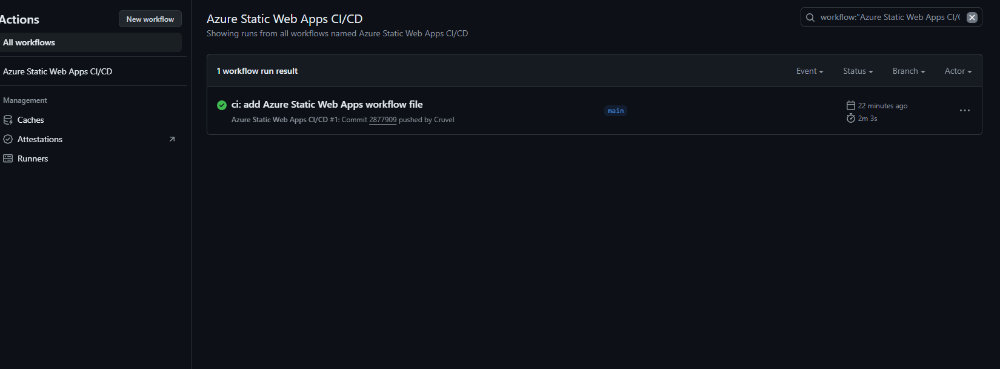 Actions
New workflow
All workflows
Azure Static Web Apps CI/CD
Management
Caches
Attestations
Runners
Azure Static Web Apps CI/CD
Showing runs from all workflows named Azure Static Web Apps CI/CD
workflow:"Azure Static Web Apps CI/C
1 workflow run result
Event
Status
Branch
Actor
ci: add Azure Static Web Apps workflow file
Azure Static Web Apps CI/CD #1: Commit 2877909 pushed by Cruvel
main
22 minutes ago
2m 3s